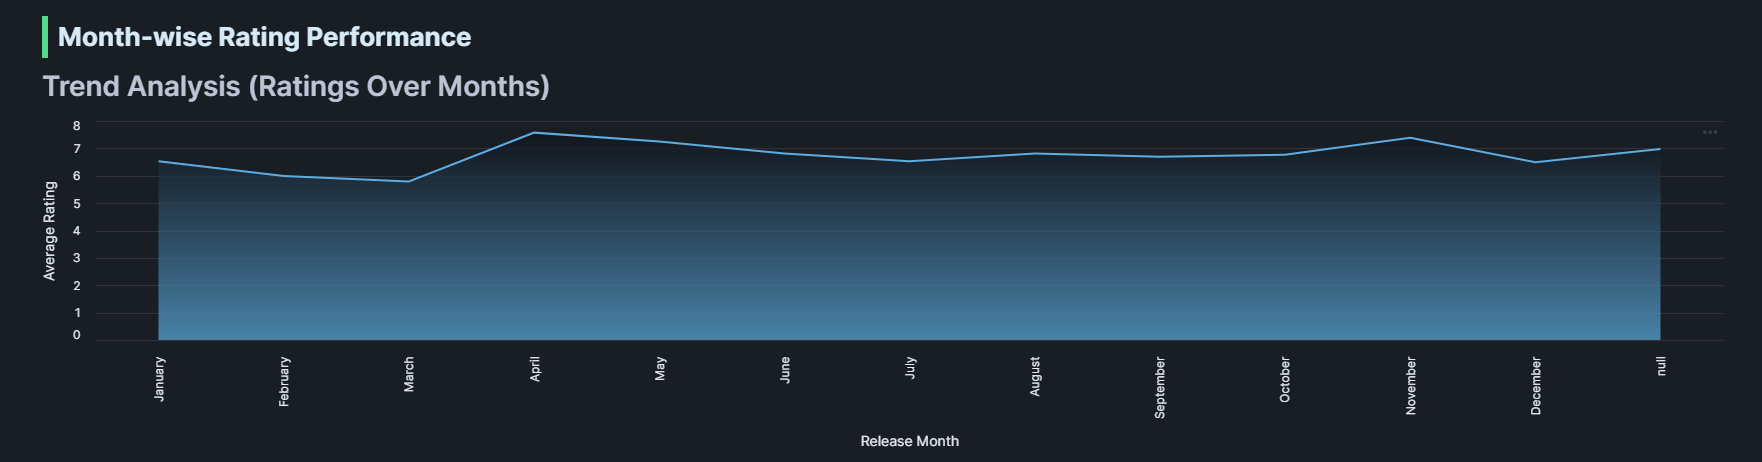 Month-wise Rating Performance
Trend Analysis (Ratings Over Months)
8
7
6
5
4
3
2
1
0
Average Rating
January
February
March
April
May
June
July
August
September
October
November
December
null
Release Month